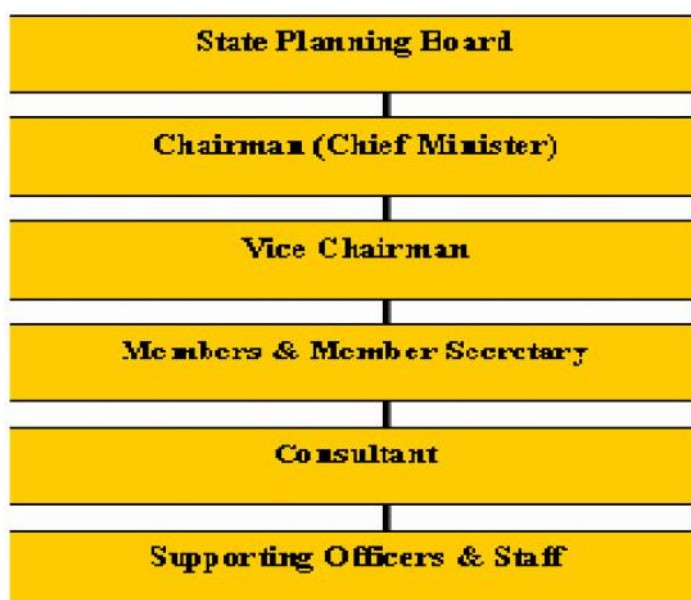 State Planning Board
Chairman (Chief Minister)
Vice Chairman
Members & Member Secretary
Consultant
Supporting Officers & Staff